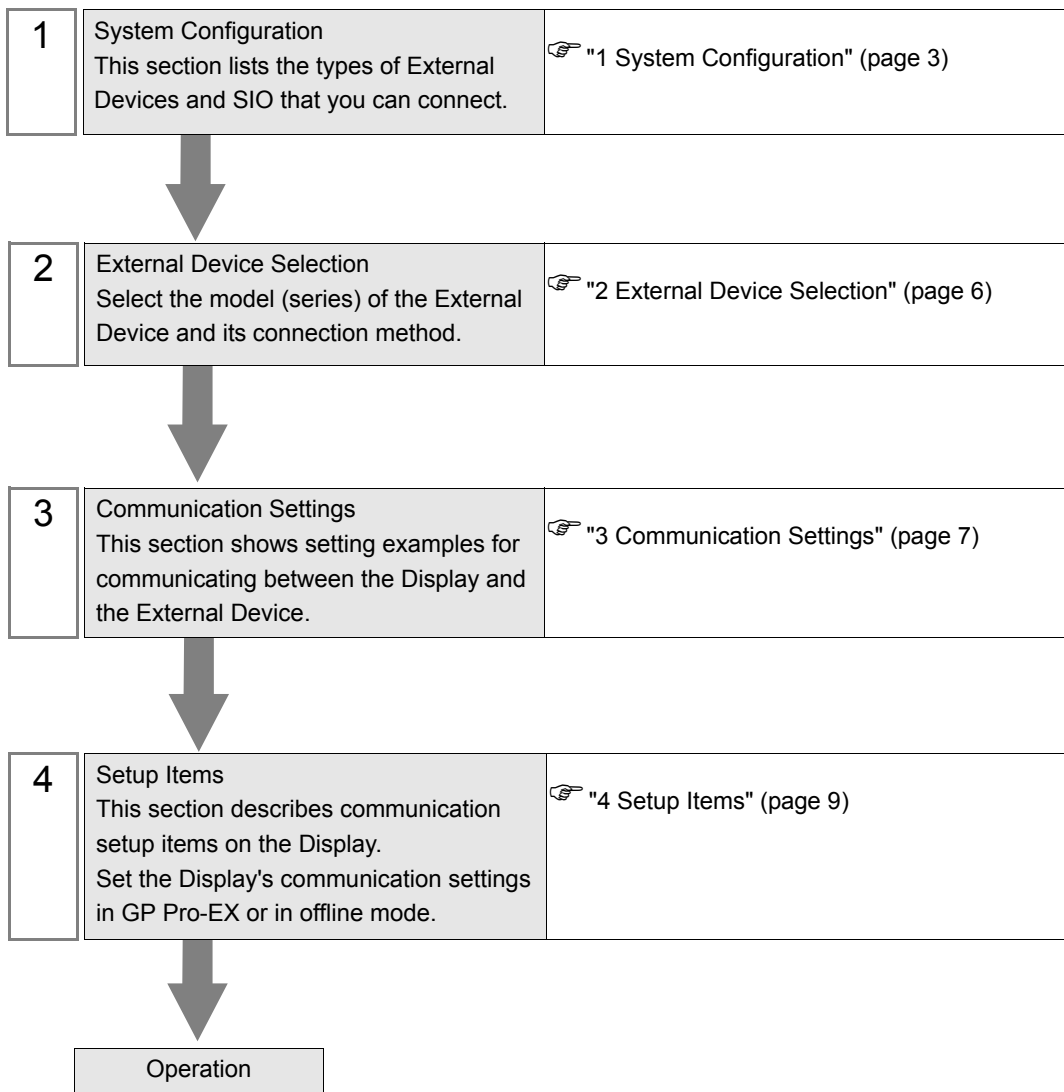 1
System Configuration
This section lists the types of External
Devices and SIO that you can connect.
"1 System Configuration" (page 3)
2
External Device Selection
Select the model (series) of the External
Device and its connection method.
"2 External Device Selection" (page 6)
3
Communication Settings
This section shows setting examples for
communicating between the Display and
the External Device.
"3 Communication Settings" (page 7)
4
Setup Items
This section describes communication
setup items on the Display.
Set the Display's communication settings
in GP Pro-EX or in offline mode.
"4 Setup Items" (page 9)
Operation